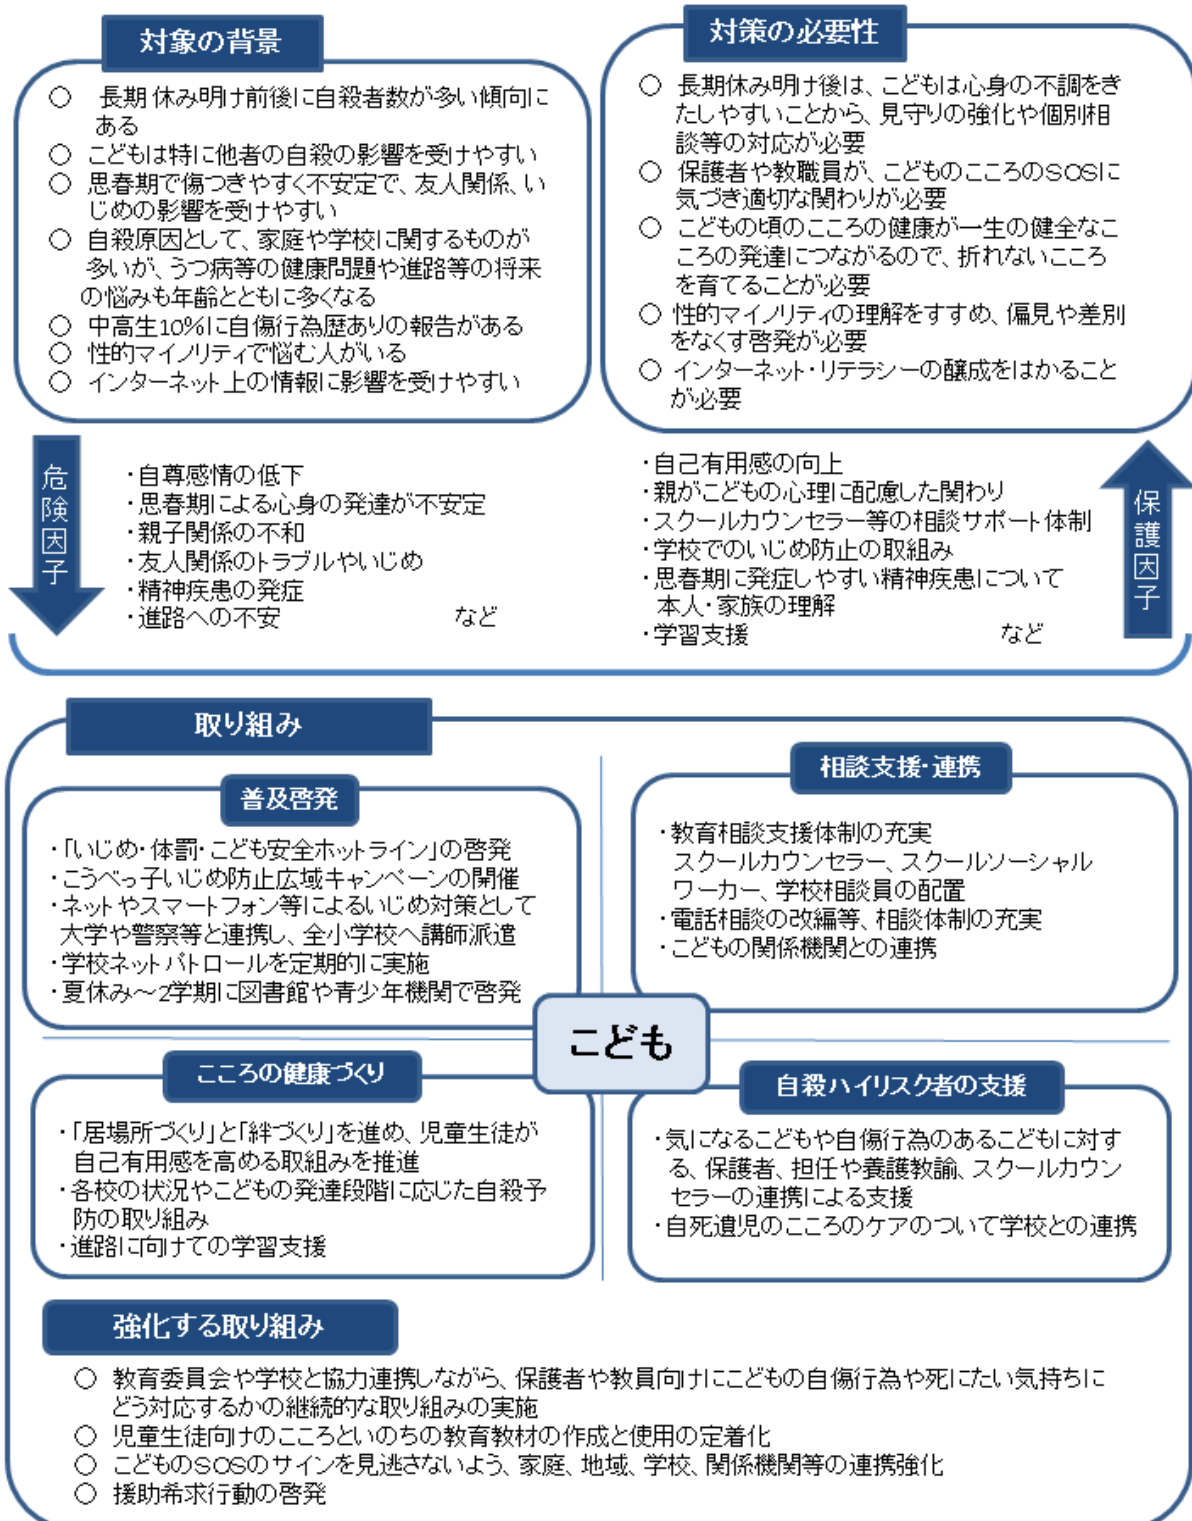 対象の背景
○ 長期休み明け前後に自殺者数が多い傾向に
ある
○ こどもは特に他者の自殺の影響を受けやすい
○ 思春期で傷つきやすく不安定で、友人関係、い
じめの影響を受けやすい
○ 自殺原因として、家庭や学校に関するものが
多いが、うつ病等の健康問題や進路等の将来
の悩みも年齢とともに多くなる
○ 中高生10%に自傷行為歴ありの報告がある
○ 性的マイノリティで悩む人がいる
○ インターネット上の情報に影響を受けやすい
対策の必要性
○ 長期休み明け後は、こどもは心身の不調をき
たしやすいことから、見守りの強化や個別相
談等の対応が必要
○ 保護者や教職員が、こどものこころのSOSに
気づき適切な関わりが必要
○ こどもの頃のこころの健康が一生の健全なこ
ころの発達につながるので、折れないこころ
を育てることが必要
○ 性的マイノリティの理解をすすめ、偏見や差別
をなくす啓発が必要
○ インターネット・リテラシーの醸成をはかること
が必要
危険因子
・自尊感情の低下
・思春期による心身の発達が不安定
・親子関係の不和
・友人関係のトラブルやいじめ
・精神疾患の発症
・進路への不安 など
・自己有用感の向上
・親がこどもの心理に配慮した関わり
・スクールカウンセラー等の相談サポート体制
・学校でのいじめ防止の取組み
・思春期に発症しやすい精神疾患について
本人・家族の理解
・学習支援 など
保護因子
取り組み
普及啓発
・「いじめ・体罰・こども安全ホットライン」の啓発
・こうべっ子いじめ防止広域キャンペーンの開催
・ネットやスマートフォン等によるいじめ対策として
大学や警察等と連携し、全小学校へ講師派遣
・学校ネットパトロールを定期的に実施
・夏休み～2学期に図書館や青少年機関で啓発
相談支援・連携
・教育相談支援体制の充実
スクールカウンセラー、スクールソーシャル
ワーカー、学校相談員の配置
・電話相談の改編等、相談体制の充実
・こどもの関係機関との連携
こども
こころの健康づくり
・「居場所づくり」と「絆づくり」を進め、児童生徒が
自己有用感を高める取組みを推進
・各校の状況やこどもの発達段階に応じた自殺予
防の取り組み
・進路に向けての学習支援
自殺ハイリスク者の支援
・気になるこどもや自傷行為のあるこどもに対す
る、保護者、担任や養護教諭、スクールカウン
セラーの連携による支援
・自死遺児のこころのケアのついて学校との連携
強化する取り組み
○ 教育委員会や学校と協力連携しながら、保護者や教員向けにこどもの自傷行為や死にたい気持ちに
どう対応するかの継続的な取り組みの実施
○ 児童生徒向けのこころといのちの教育教材の作成と使用の定着化
○ こどものSOSのサインを見逃さないよう、家庭、地域、学校、関係機関等の連携強化
○ 援助希求行動の啓発